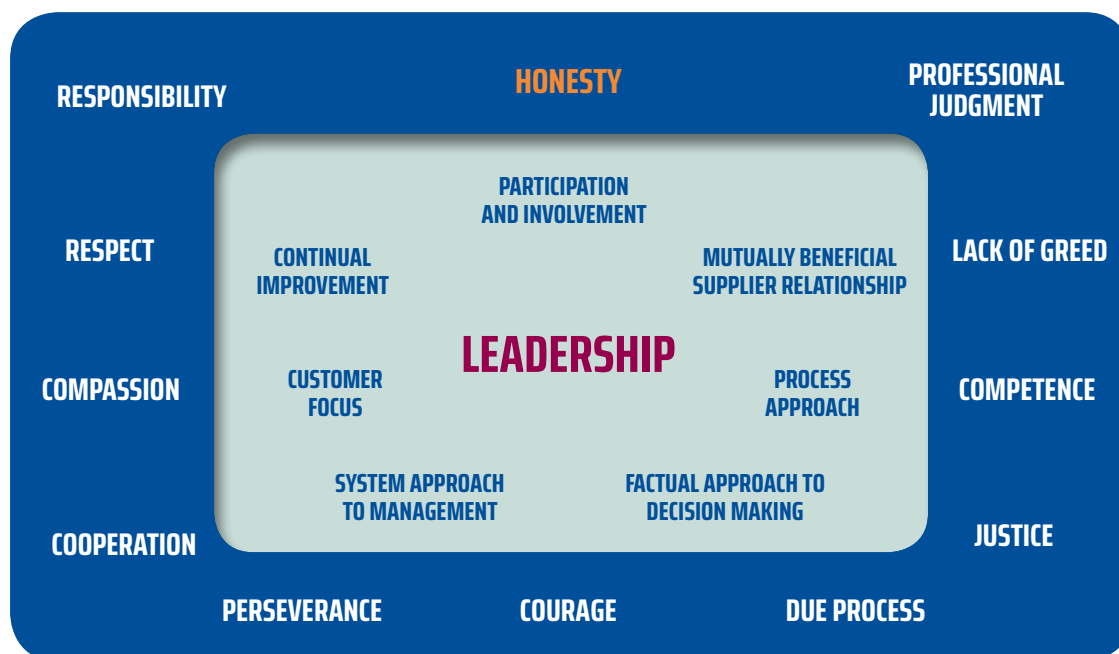 RESPONSIBILITY
HONESTY
PROFESSIONAL
JUDGMENT
PARTICIPATION
AND INVOLVEMENT
RESPECT
CONTINUAL
IMPROVEMENT
MUTUALLY BENEFICIAL
SUPPLIER RELATIONSHIP
LACK OF GREED
LEADERSHIP
COMPASSION
CUSTOMER
FOCUS
PROCESS
APPROACH
COMPETENCE
SYSTEM APPROACH
TO MANAGEMENT
FACTUAL APPROACH TO
DECISION MAKING
COOPERATION
JUSTICE
PERSEVERANCE
COURAGE
DUE PROCESS